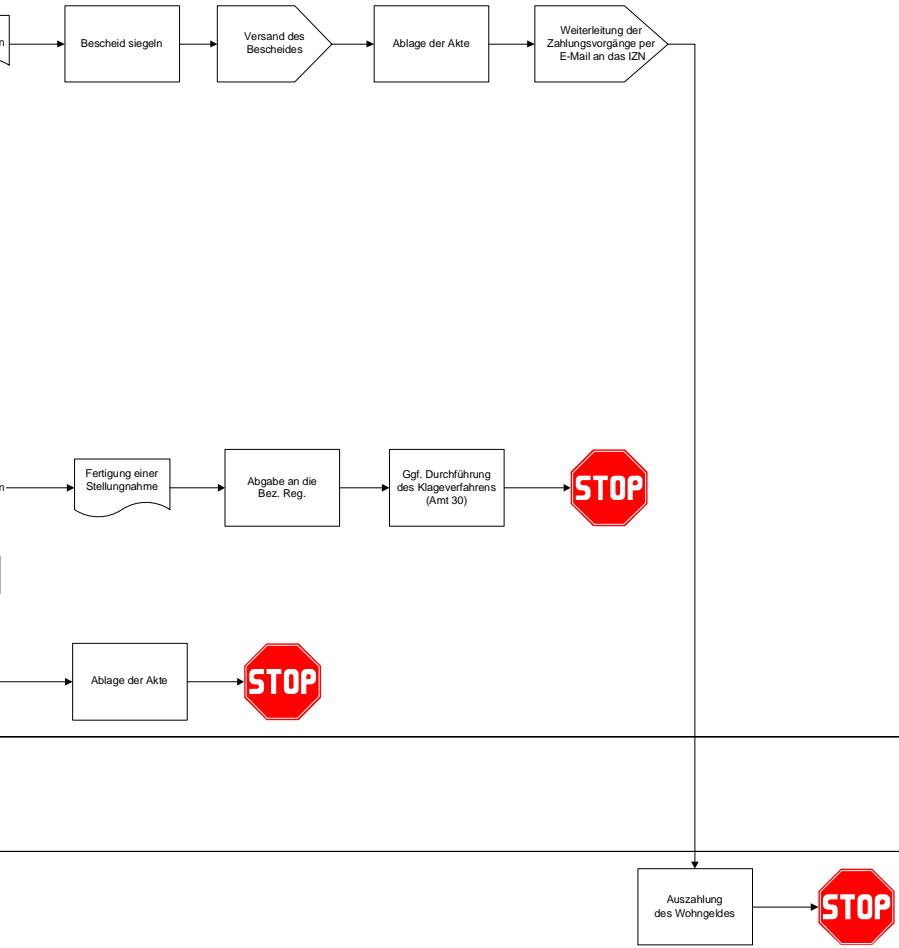 Bescheid siegeln
Versand des
Bescheides
Ablage der Akte
Weiterleitung der
Zahlungsvorgänge per
E-Mail an das IZN
Fertigung einer
Stellungnahme
Abgabe an die
Bez. Reg.
Ggf. Durchführung
des Klageverfahrens
(Amt 30)
STOP
Ablage der Akte
STOP
Auszahlung
des Wohngeldes
STOP